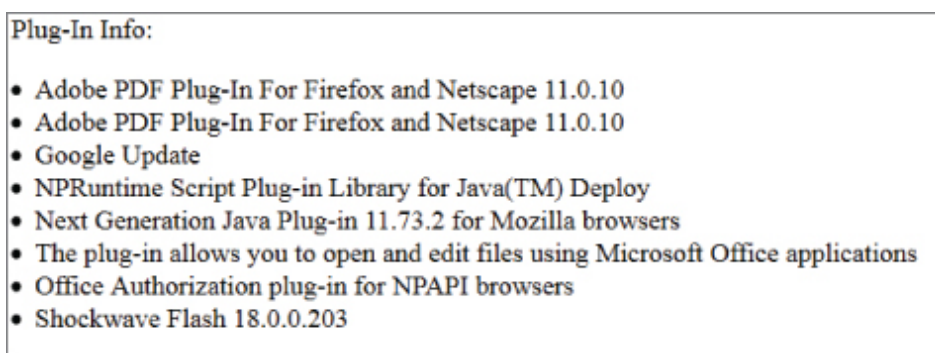 Plug-In Info:
• Adobe PDF Plug-In For Firefox and Netscape 11.0.10
• Adobe PDF Plug-In For Firefox and Netscape 11.0.10
• Google Update
• NPRuntime Script Plug-in Library for Java(TM) Deploy
• Next Generation Java Plug-in 11.73.2 for Mozilla browsers
• The plug-in allows you to open and edit files using Microsoft Office applications
• Office Authorization plug-in for NPAPI browsers
• Shockwave Flash 18.0.0.203